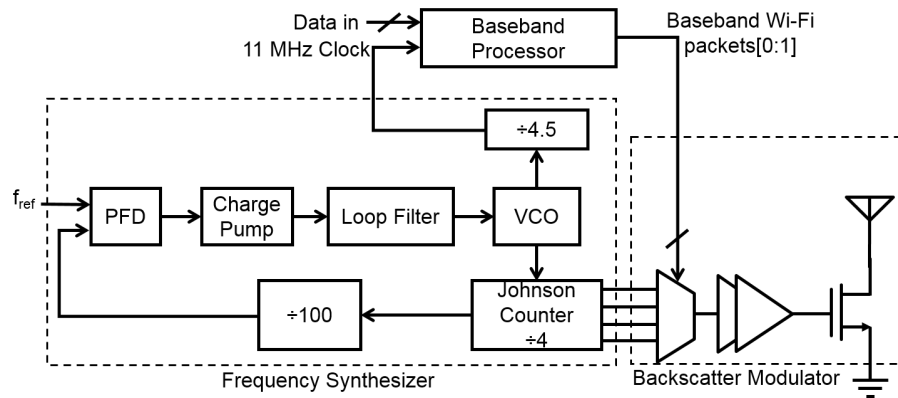 Data in
11 MHz Clock
Baseband
Processor
Baseband Wi-Fi
packets[0:1]
÷4.5
fref
PFD
Charge
Pump
Loop Filter
VCO
÷100
Johnson
Counter
÷4
Frequency Synthesizer
Backscatter Modulator